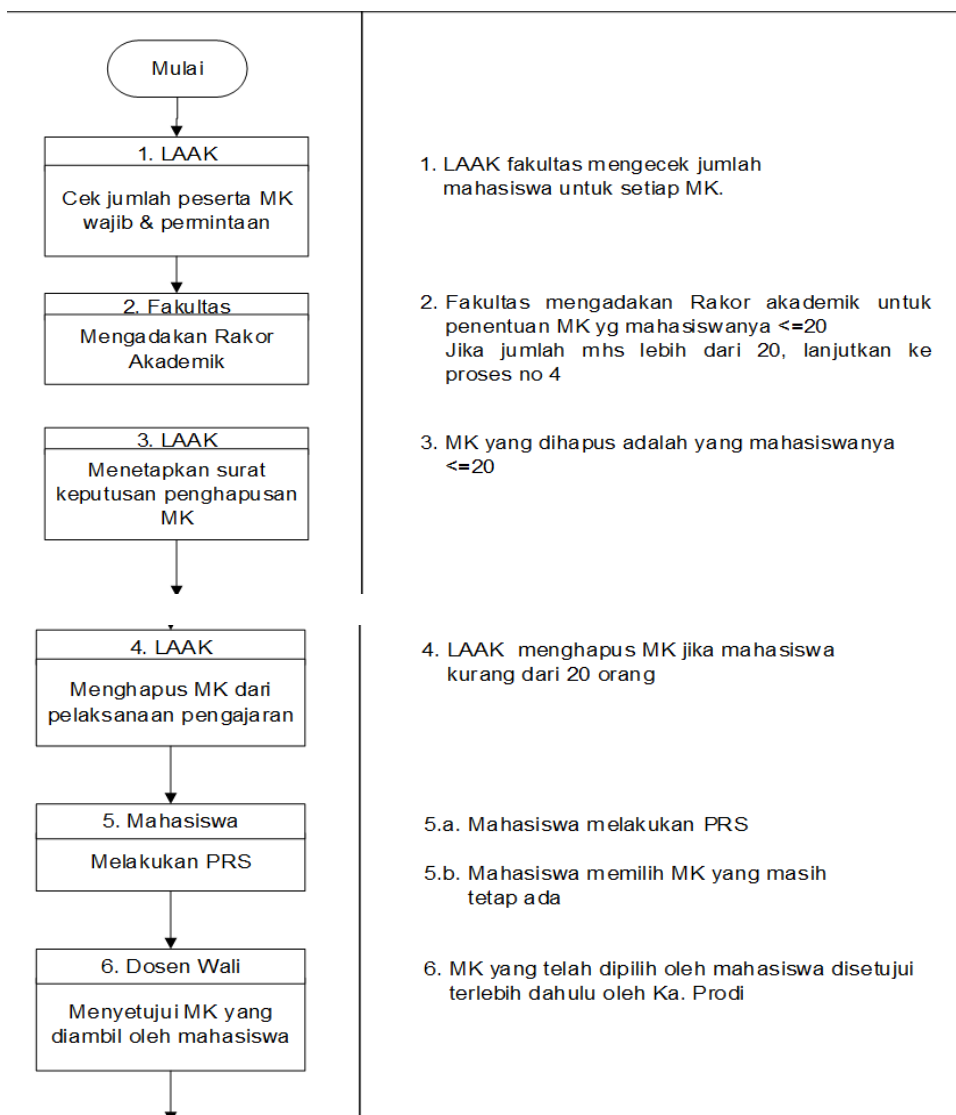 Mulai
1. LAAK
Cek jumlah peserta MK
wajib & permintaan
1. LAAK fakultas mengecek jumlah
mahasiswa untuk setiap MK.
2. Fakultas
Mengadakan Rakor
Akademik
2. Fakultas mengadakan Rakor akademik untuk
penentuan MK yg mahasiswanya <=20
Jika jumlah mhs lebih dari 20, lanjutkan ke
proses no 4
3. LAAK
Menetapkan surat
keputusan penghapusan
MK
3. MK yang dihapus adalah yang mahasiswanya
<=20
4. LAAK
Menghapus MK dari
pelaksanaan pengajaran
4. LAAK menghapus MK jika mahasiswa
kurang dari 20 orang
5. Mahasiswa
Melakukan PRS
5.a. Mahasiswa melakukan PRS
5.b. Mahasiswa memilih MK yang masih
tetap ada
6. Dosen Wali
Menyetujui MK yang
diambil oleh mahasiswa
6. MK yang telah dipilih oleh mahasiswa disetujui
terlebih dahulu oleh Ka. Prodi